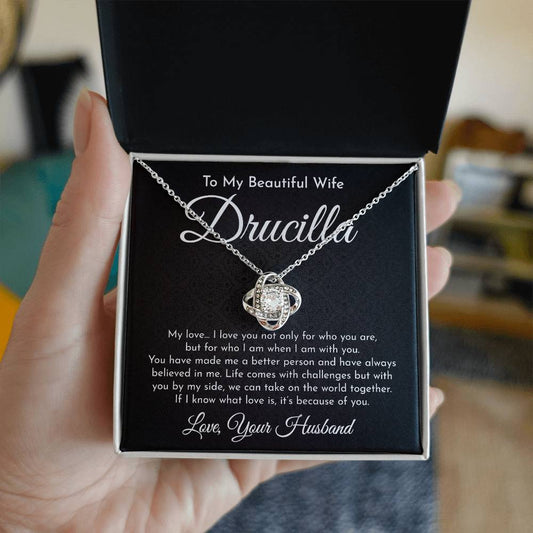 To My Beautiful Wife
Drucilla
My love... I love you not only for who you are,
but for who I am when I am with you.
You have made me a better person and have always
believed in me. Life comes with challenges but with
you by my side, we can take on the world together.
If I know what love is, it's because of you.
Love, Your Husband